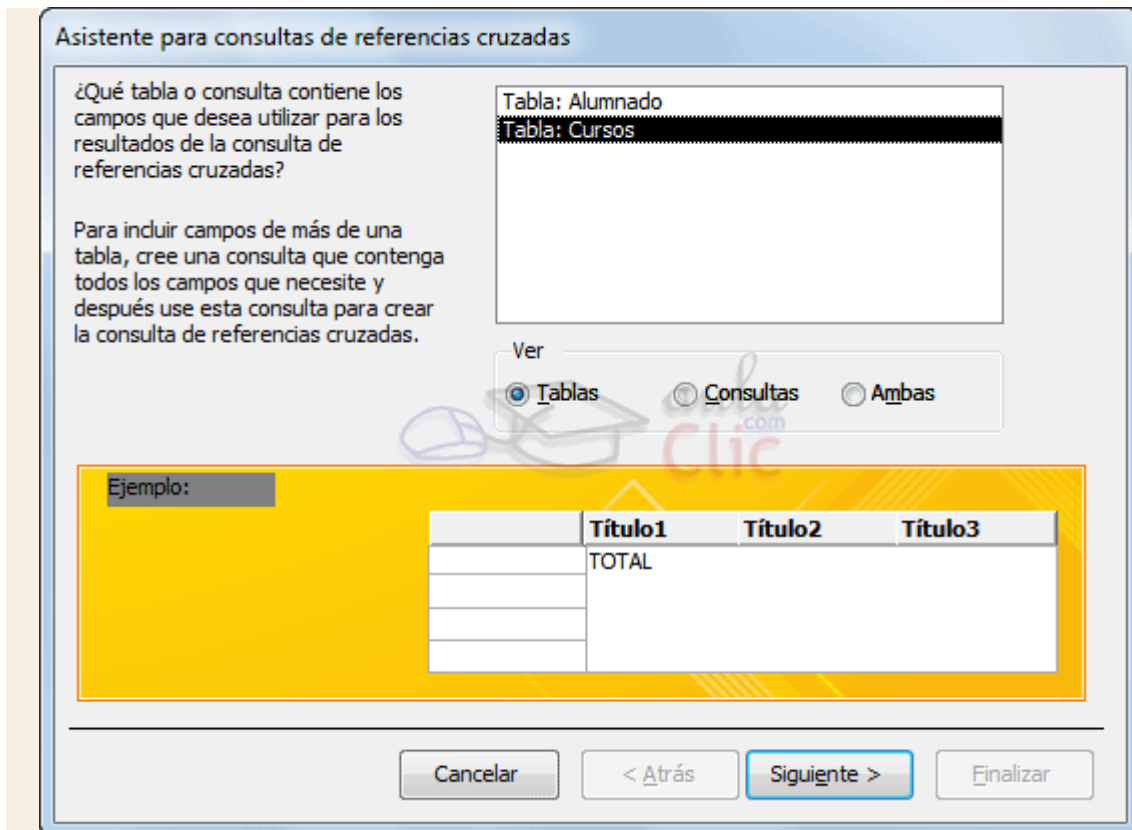 Asistente para consultas de referencias cruzadas
¿Qué tabla o consulta contiene los
campos que desea utilizar para los
resultados de la consulta de
referencias cruzadas?
Para incluir campos de más de una
tabla, cree una consulta que contenga
todos los campos que necesite y
después use esta consulta para crear
la consulta de referencias cruzadas.
Tabla: Alumnado
Tabla: Cursos
Ver
Tablas Consultas Ambas
aula
.com
Clic
Ejemplo:
Título1 Título2 Título3
TOTAL
Cancelar < Atrás Siguiente > Finalizar